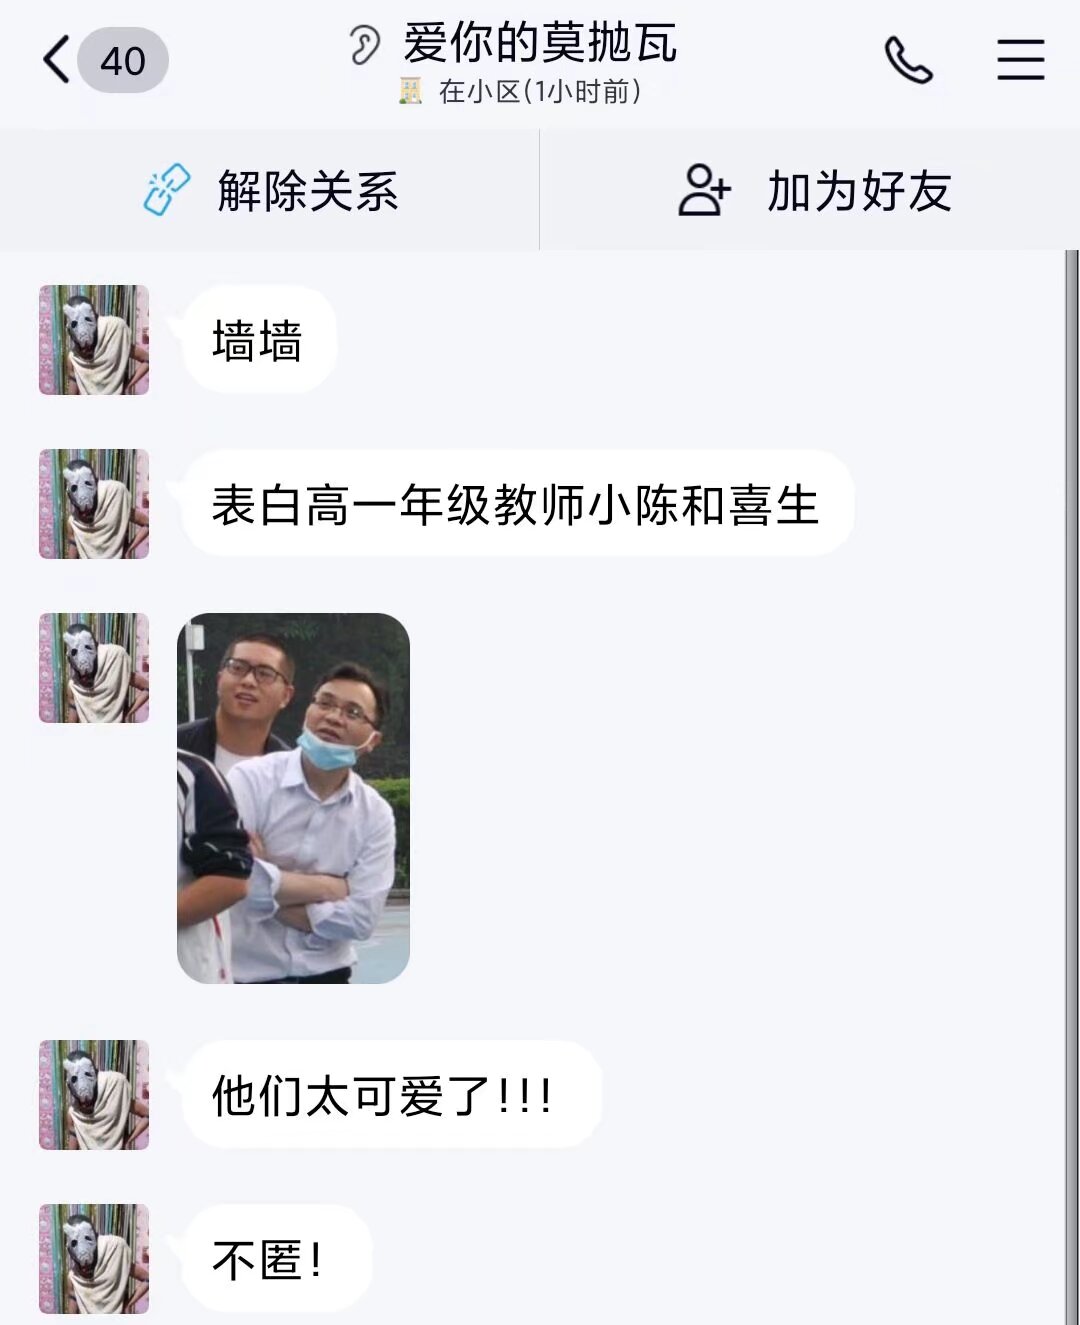 40
爱你的莫抛瓦
在小区(1小时前)
解除关系
加为好友
墙墙
表白高一年级教师小陈和喜生
他们太可爱了!!!
不匿!